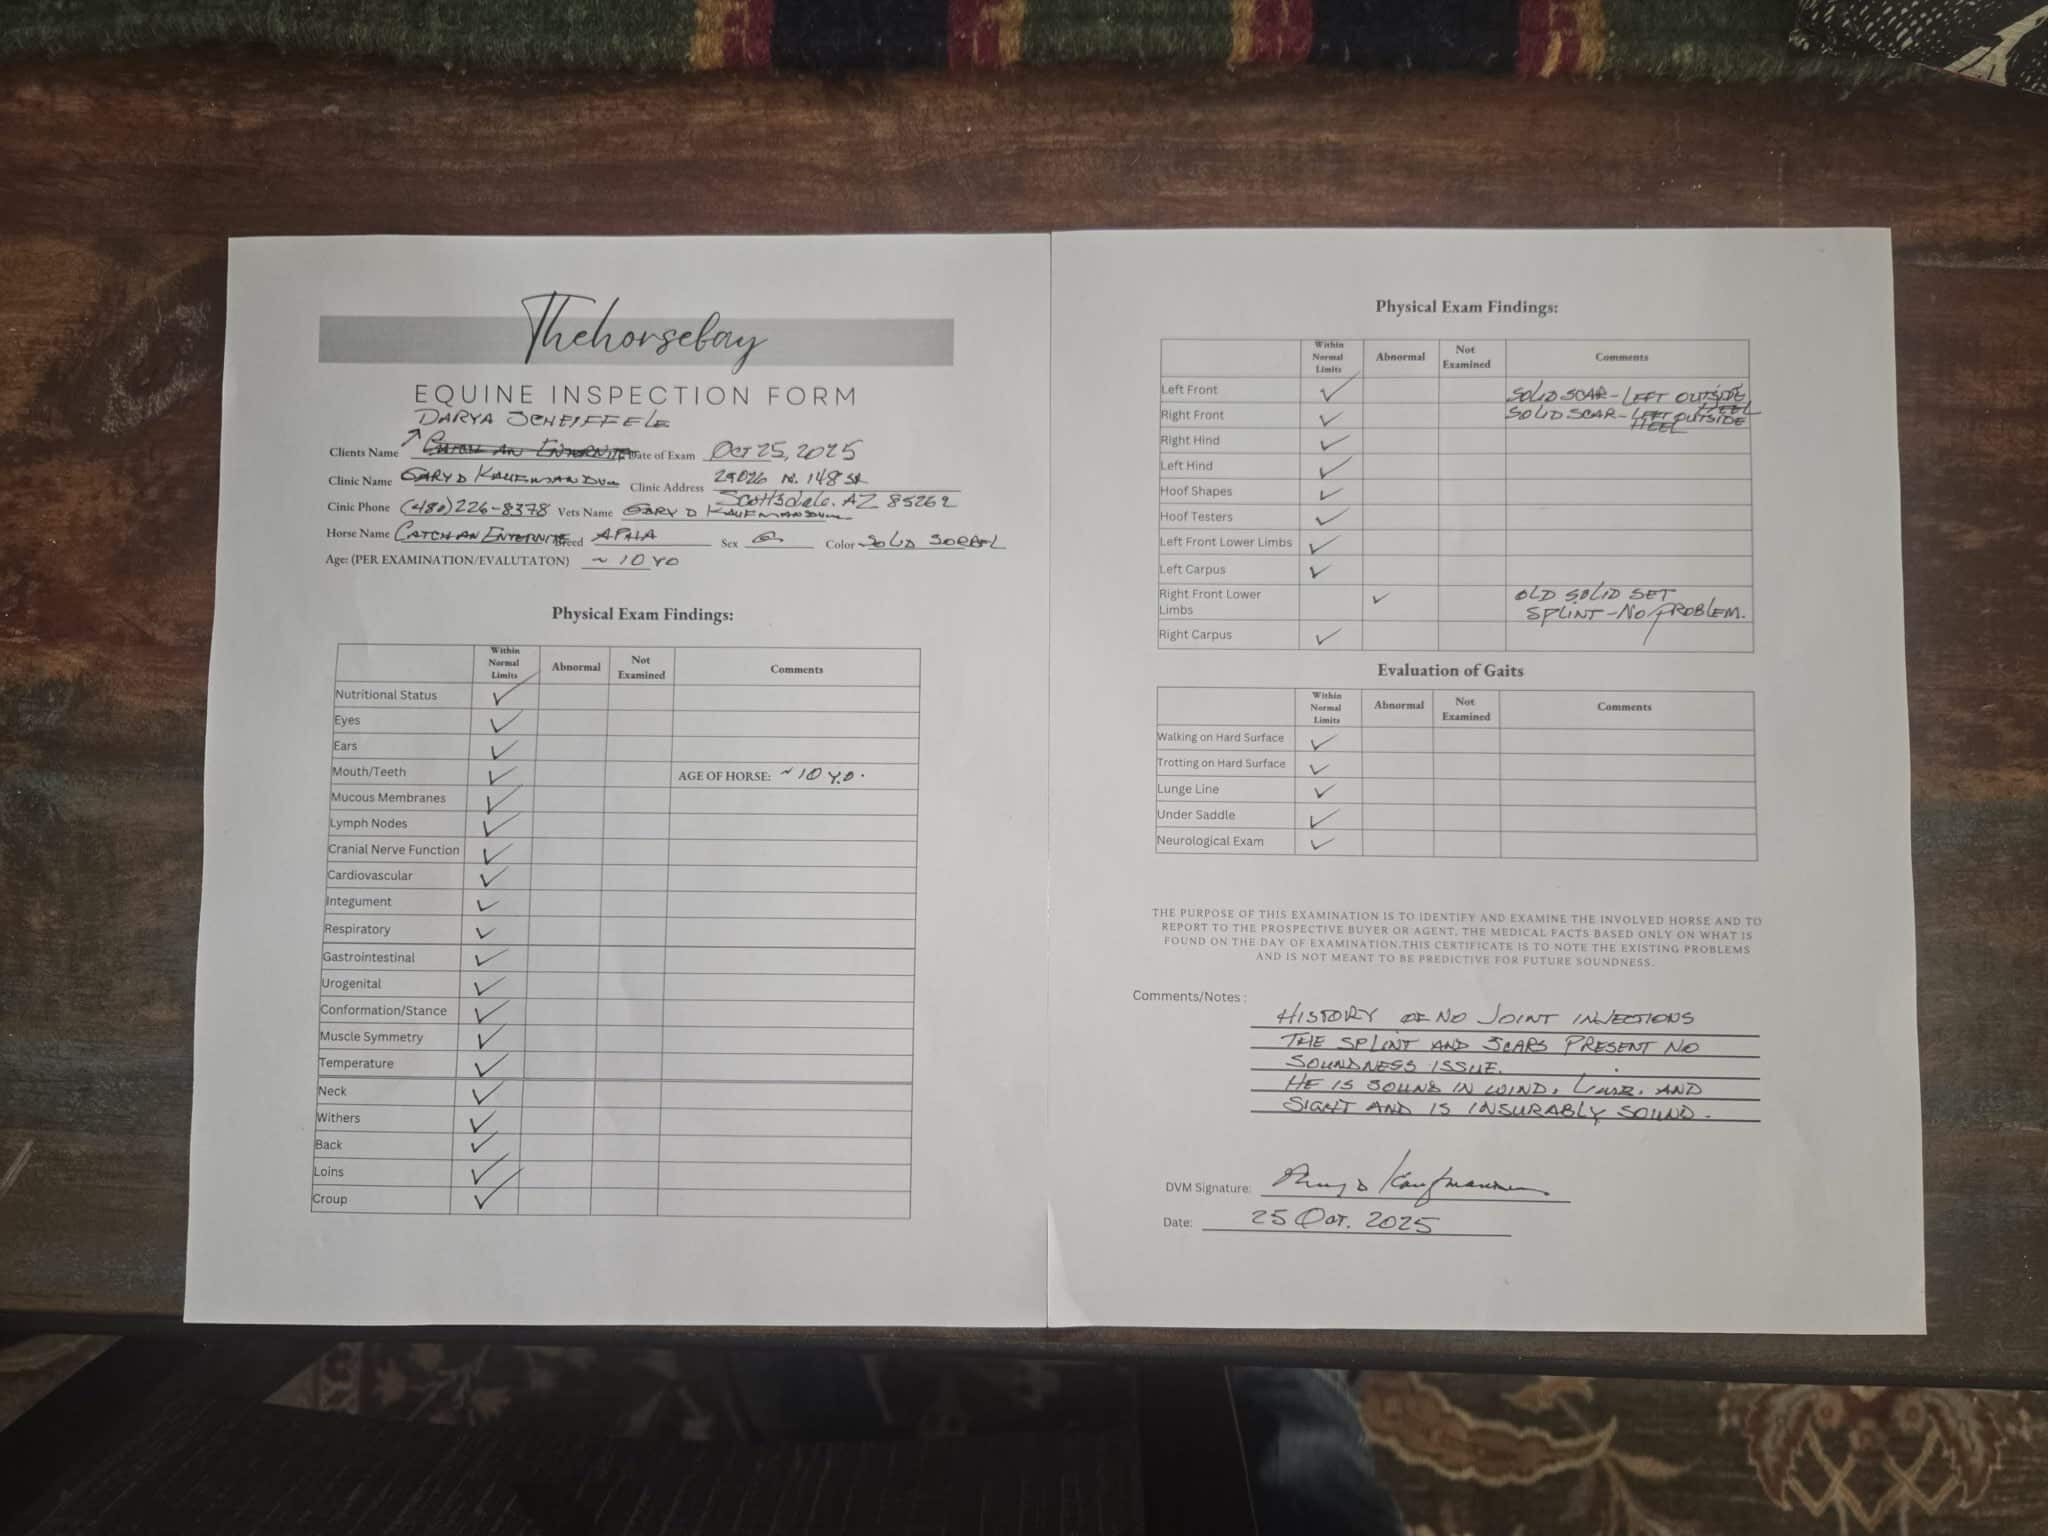 Thehorsebay
EQUINE INSPECTION FORM
DARYA SCHEIFFELE
Clients Name CATCH AN ENTERNITE Date of Exam OCT 25, 2025
Clinic Name GARY D KAUFMAN DVM Clinic Address 29026 N. 148 St
Scottsdale. AZ 85262
Cinic Phone (480)226-8378 Vets Name GARY D KAUFMAN DVM
Horse Name CATCH AN ENTERNITE Breed APHA Sex G Color SOLID SORREL
Age: (PER EXAMINATION/EVALUTATON) ~ 10 YO
Physical Exam Findings:
Within Normal Limits Abnormal Not Examined Comments
Nutritional Status ✓
Eyes ✓
Ears ✓
Mouth/Teeth ✓ AGE OF HORSE: ~ 10 Y.O.
Mucous Membranes ✓
Lymph Nodes ✓
Cranial Nerve Function ✓
Cardiovascular ✓
Integument ✓
Respiratory ✓
Gastrointestinal ✓
Urogenital ✓
Conformation/Stance ✓
Muscle Symmetry ✓
Temperature ✓
Neck ✓
Withers ✓
Back ✓
Loins ✓
Croup ✓
Physical Exam Findings:
Within Normal Limits Abnormal Not Examined Comments
Left Front ✓ SOLID SCAR - LEFT OUTSIDE HEEL
Right Front ✓ SOLID SCAR - LEFT OUTSIDE HEEL
Right Hind ✓
Left Hind ✓
Hoof Shapes ✓
Hoof Testers ✓
Left Front Lower Limbs ✓
Left Carpus ✓
Right Front Lower Limbs ✓ OLD SOLID SET
SPLINT - NO PROBLEM.
Right Carpus ✓
Evaluation of Gaits
Within Normal Limits Abnormal Not Examined Comments
Walking on Hard Surface ✓
Trotting on Hard Surface ✓
Lunge Line ✓
Under Saddle ✓
Neurological Exam ✓
THE PURPOSE OF THIS EXAMINATION IS TO IDENTIFY AND EXAMINE THE INVOLVED HORSE AND TO
REPORT TO THE PROSPECTIVE BUYER OR AGENT, THE MEDICAL FACTS BASED ONLY ON WHAT IS
FOUND ON THE DAY OF EXAMINATION.THIS CERTIFICATE IS TO NOTE THE EXISTING PROBLEMS
AND IS NOT MEANT TO BE PREDICTIVE FOR FUTURE SOUNDNESS.
Comments/Notes :
HISTORY OF NO JOINT INJECTIONS
THE SPLINT AND SCARS PRESENT NO
SOUNDNESS ISSUE.
HE IS SOUND IN WIND, LIMB, AND
SIGHT AND IS INSURABLY SOUND.
DVM Signature: Gary D Kaufman DVM
Date: 25 Oct. 2025